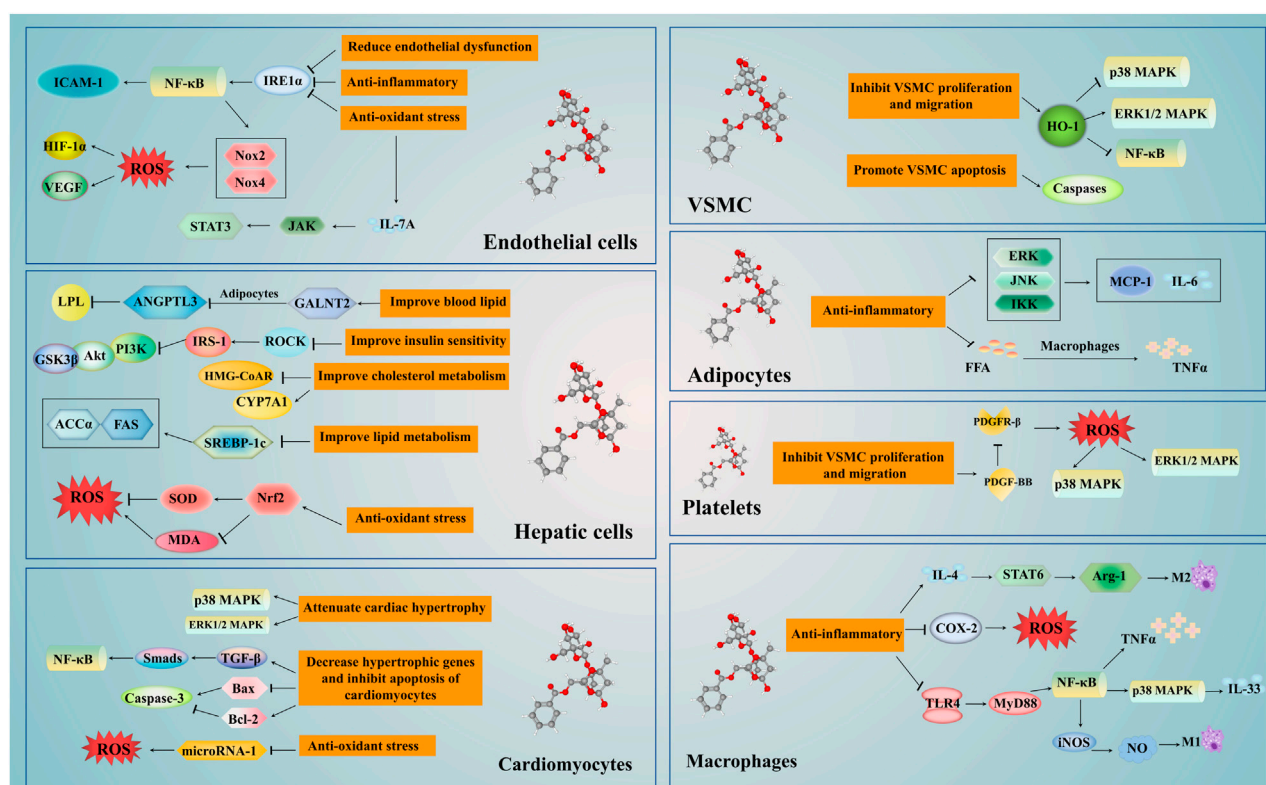 Reduce endothelial dysfunction
ICAM-1
NF-κB
IRE1α
Anti-inflammatory
Anti-oxidant stress
HIF-1α
ROS
Nox2
VEGF
Nox4
STAT3
JAK
IL-7A
Endothelial cells
LPL
ANGPTL3
Adipocytes
GALNT2
Improve blood lipid
GSK3β
Akt
PI3K
IRS-1
ROCK
Improve insulin sensitivity
HMG-CoAR
Improve cholesterol metabolism
CYP7A1
ACCα
FAS
SREBP-1c
Improve lipid metabolism
ROS
SOD
Nrf2
Anti-oxidant stress
MDA
Hepatic cells
p38 MAPK
Attenuate cardiac hypertrophy
ERK1/2 MAPK
NF-κB
Smads
TGF-β
Decrease hypertrophic genes
and inhibit apoptosis of
cardiomyocytes
Caspase-3
Bax
Bcl-2
ROS
microRNA-1
Anti-oxidant stress
Cardiomyocytes
p38 MAPK
Inhibit VSMC proliferation
and migration
HO-1
ERK1/2 MAPK
NF-κB
Promote VSMC apoptosis
Caspases
VSMC
ERK
JNK
IKK
MCP-1
IL-6
Anti-inflammatory
FFA
Macrophages
TNFα
Adipocytes
PDGFR-β
ROS
Inhibit VSMC proliferation
and migration
PDGF-BB
p38 MAPK
ERK1/2 MAPK
Platelets
IL-4
STAT6
Arg-1
M2
Anti-inflammatory
COX-2
ROS
TNFα
TLR4
MyD88
NF-κB
p38 MAPK
IL-33
iNOS
NO
M1
Macrophages